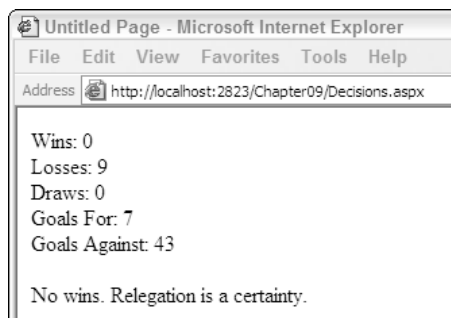 Untitled Page - Microsoft Internet Explorer
File Edit View Favorites Tools Help
Address http://localhost:2823/Chapter09/Decisions.aspx
Wins: 0
Losses: 9
Draws: 0
Goals For: 7
Goals Against: 43
No wins. Relegation is a certainty.